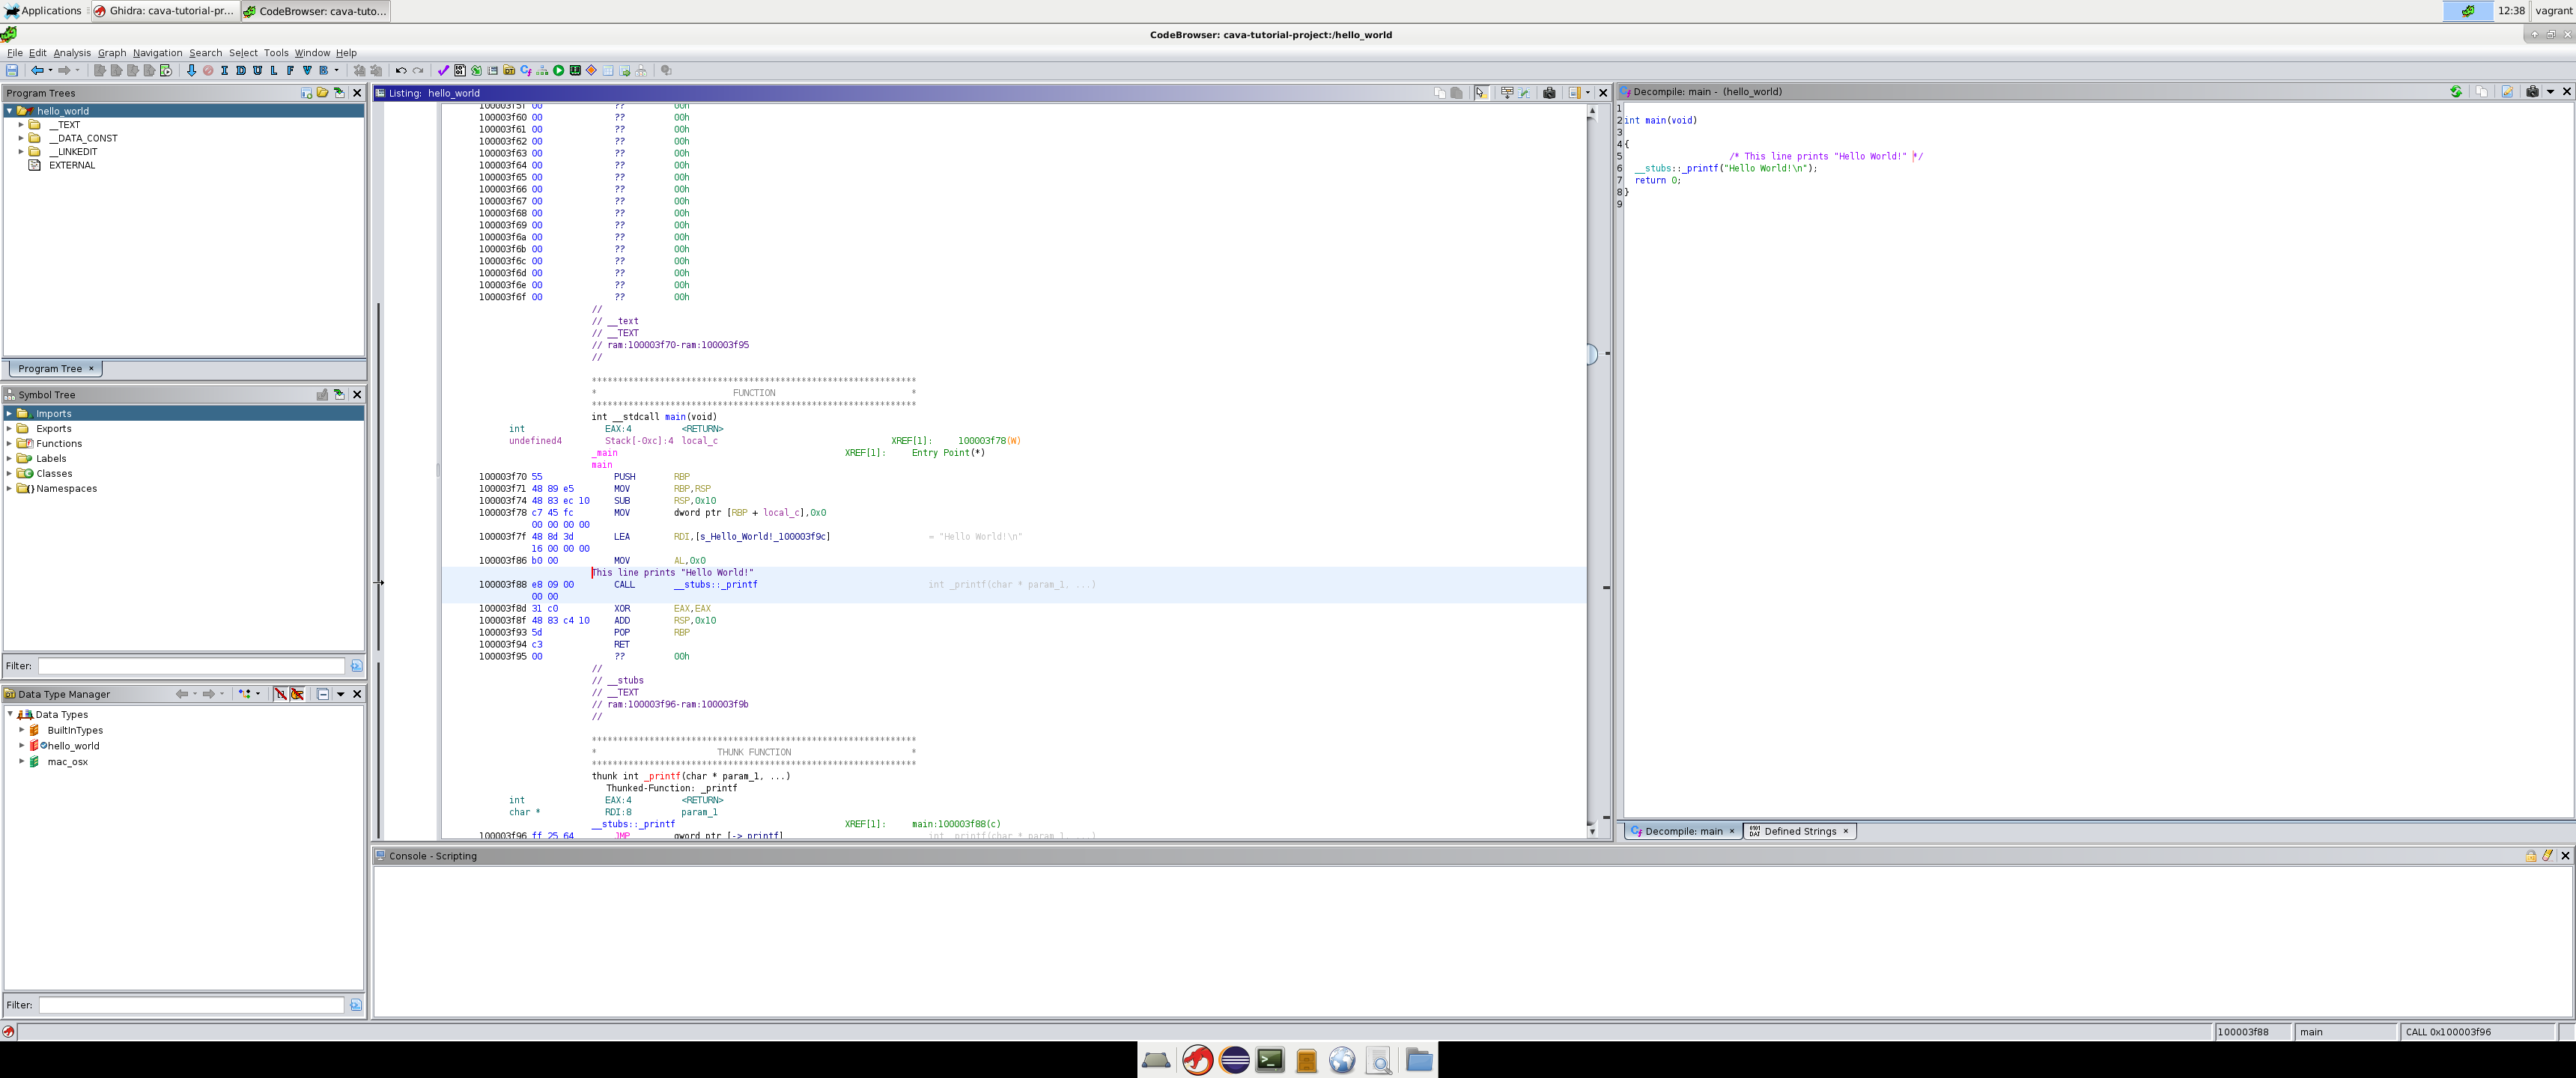 Applications Ghidra: cava-tutorial-pr... CodeBrowser: cava-tuto... 12:38 vagrant
CodeBrowser: cava-tutorial-project:/hello_world
File Edit Analysis Graph Navigation Search Select Tools Window Help
I D U L F V B
Program Trees
hello_world
__TEXT
__DATA_CONST
__LINKEDIT
EXTERNAL
Program Tree ×
Symbol Tree
Imports
Exports
Functions
Labels
Classes
Namespaces
Filter:
Data Type Manager
Data Types
BuiltInTypes
hello_world
mac_osx
Filter:
Listing: hello_world
100003f5f 00 ?? 00h
100003f60 00 ?? 00h
100003f61 00 ?? 00h
100003f62 00 ?? 00h
100003f63 00 ?? 00h
100003f64 00 ?? 00h
100003f65 00 ?? 00h
100003f66 00 ?? 00h
100003f67 00 ?? 00h
100003f68 00 ?? 00h
100003f69 00 ?? 00h
100003f6a 00 ?? 00h
100003f6b 00 ?? 00h
100003f6c 00 ?? 00h
100003f6d 00 ?? 00h
100003f6e 00 ?? 00h
100003f6f 00 ?? 00h
//
// __text
// __TEXT
// ram:100003f70-ram:100003f95
//
**************************************************************
* FUNCTION *
**************************************************************
int __stdcall main(void)
int EAX:4 <RETURN>
undefined4 Stack[-0xc]:4 local_c XREF[1]: 100003f78(W)
_main XREF[1]: Entry Point(*)
main
100003f70 55 PUSH RBP
100003f71 48 89 e5 MOV RBP,RSP
100003f74 48 83 ec 10 SUB RSP,0x10
100003f78 c7 45 fc MOV dword ptr [RBP + local_c],0x0
00 00 00 00
100003f7f 48 8d 3d LEA RDI,[s_Hello_World!_100003f9c] = "Hello World!\n"
16 00 00 00
100003f86 b0 00 MOV AL,0x0
This line prints "Hello World!"
100003f88 e8 09 00 CALL __stubs::_printf int _printf(char * param_1, ...)
00 00
100003f8d 31 c0 XOR EAX,EAX
100003f8f 48 83 c4 10 ADD RSP,0x10
100003f93 5d POP RBP
100003f94 c3 RET
100003f95 00 ?? 00h
//
// __stubs
// __TEXT
// ram:100003f96-ram:100003f9b
//
**************************************************************
* THUNK FUNCTION *
**************************************************************
thunk int _printf(char * param_1, ...)
Thunked-Function: _printf
int EAX:4 <RETURN>
char * RDI:8 param_1
__stubs::_printf XREF[1]: main:100003f88(c)
100003f96 ff 25 64 JMP qword ptr [->_printf] int _printf(char * param_1, ...)
Decompile: main - (hello_world)
1
2 int main(void)
3
4 {
5 /* This line prints "Hello World!" */
6 __stubs::_printf("Hello World!\n");
7 return 0;
8 }
9
Decompile: main × Defined Strings ×
Console - Scripting
100003f88 main CALL 0x100003f96